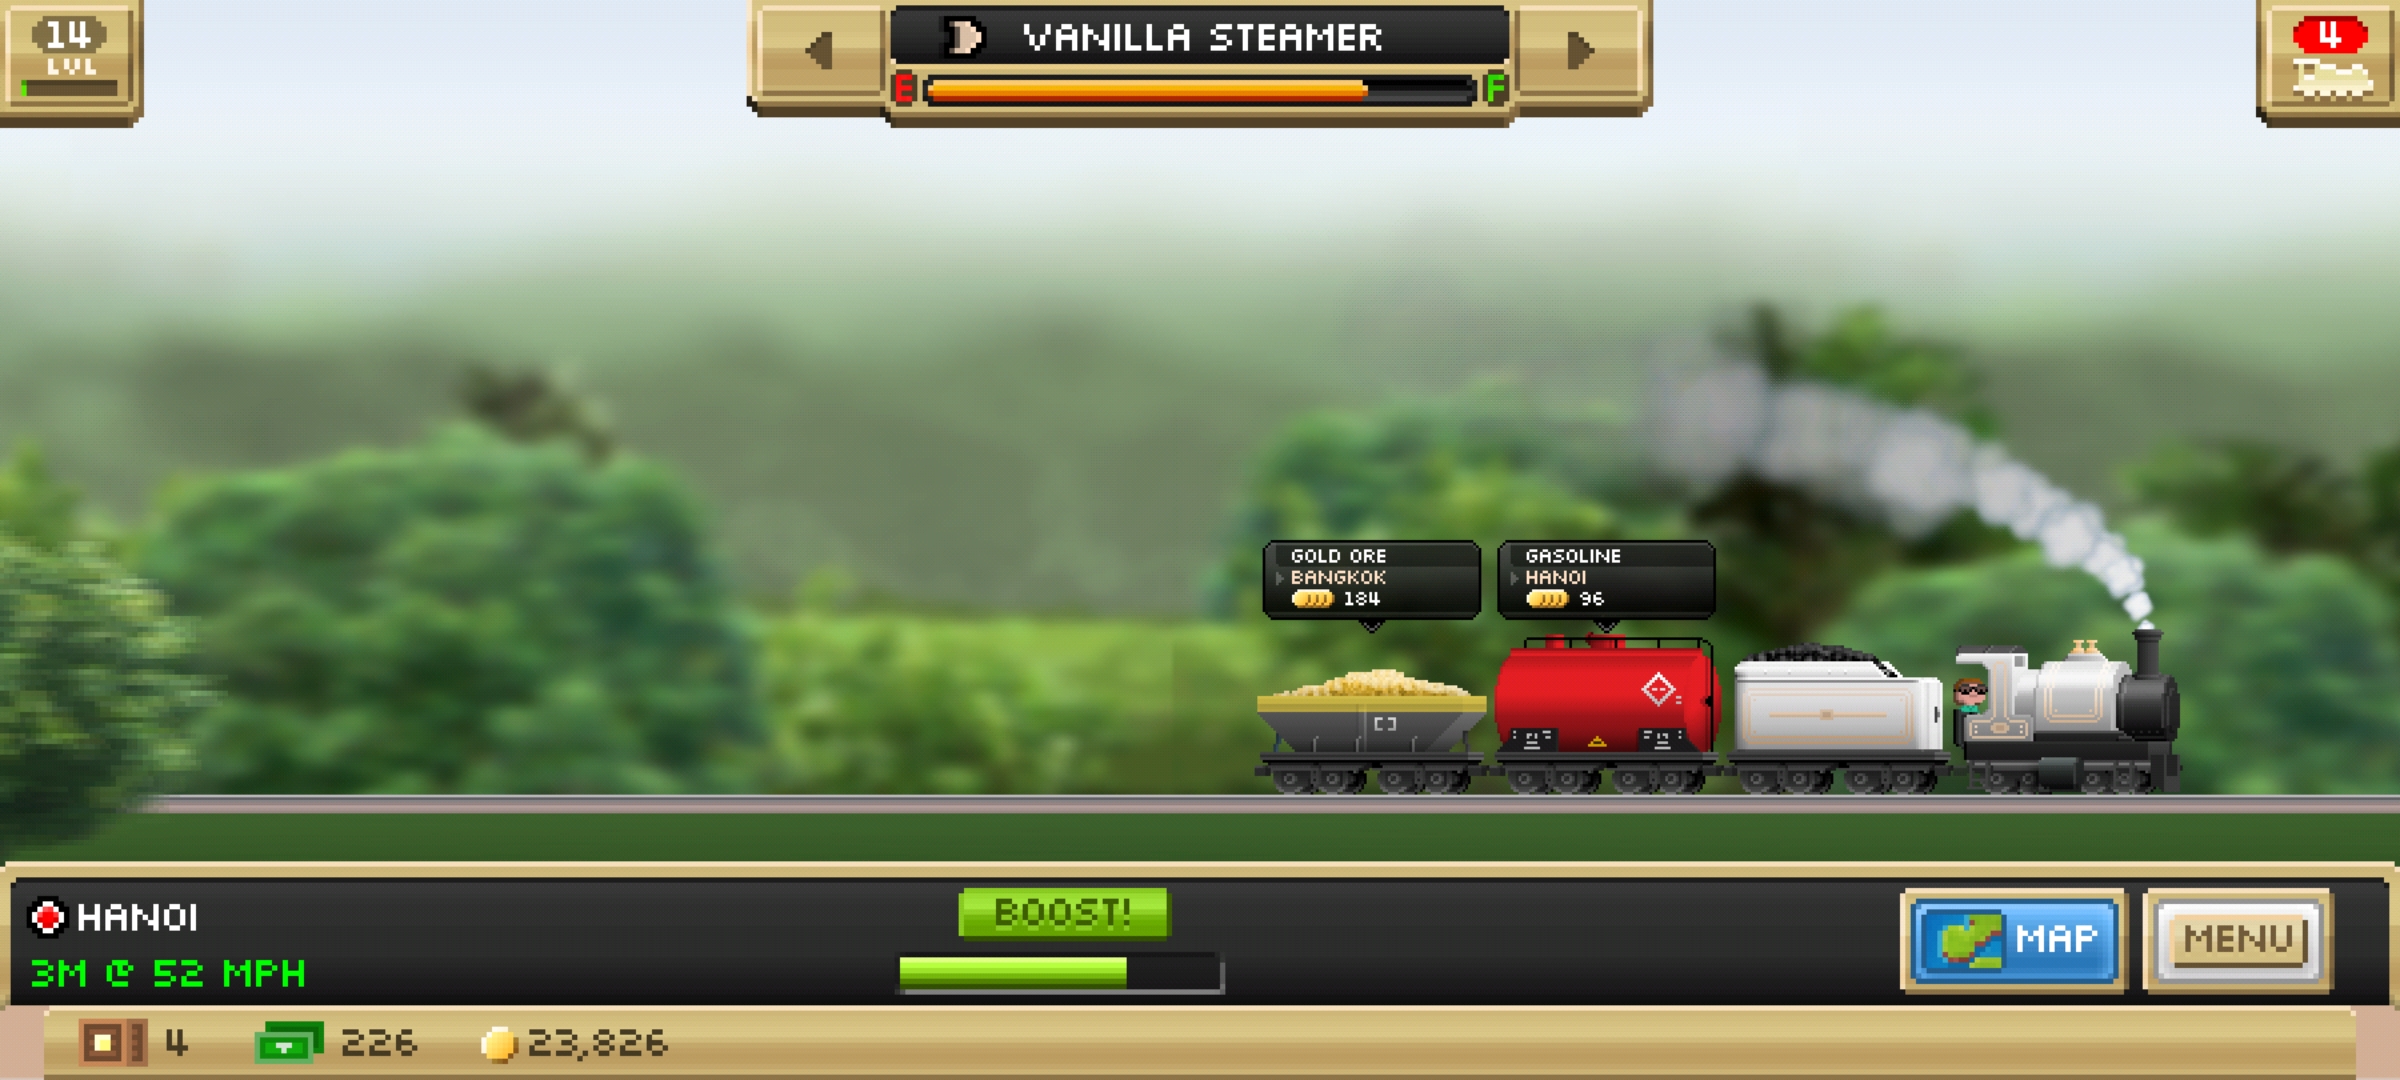 14
LVL
VANILLA STEAMER
E
F
4
GOLD ORE
BANGKOK
184
GASOLINE
HANOI
96
HANOI
3M @ 52 MPH
BOOST!
MAP
MENU
4
226
23,826